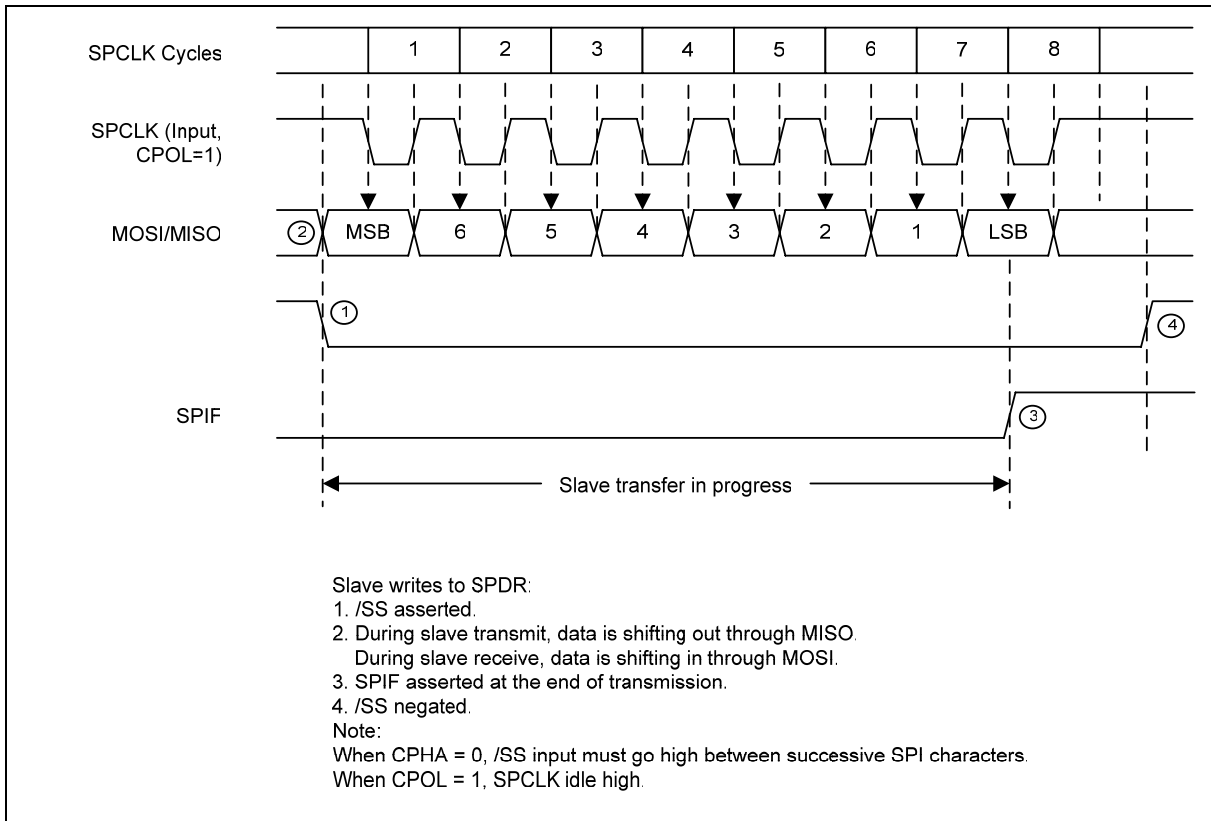 SPCLK Cycles
1 2 3 4 5 6 7 8
SPCLK (Input,
CPOL=1)
MOSI/MISO
2 MSB 6 5 4 3 2 1 LSB
1
4
SPIF
3
Slave transfer in progress
Slave writes to SPDR:
1. /SS asserted.
2. During slave transmit, data is shifting out through MISO.
During slave receive, data is shifting in through MOSI.
3. SPIF asserted at the end of transmission.
4. /SS negated.
Note:
When CPHA = 0, /SS input must go high between successive SPI characters.
When CPOL = 1, SPCLK idle high.